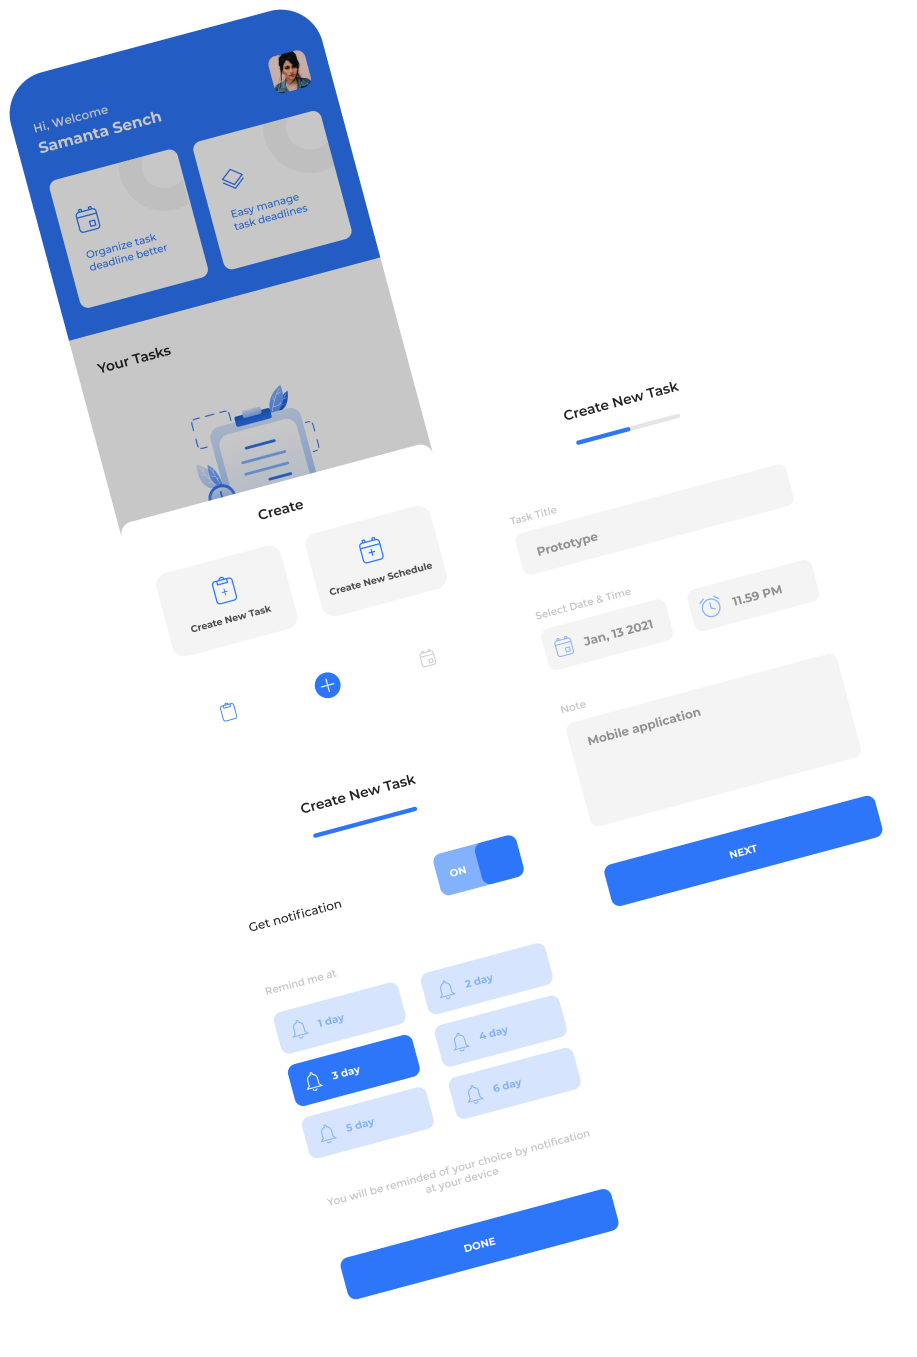 Hi, Welcome
Samanta Sench
Organize task
deadline better
Easy manage
task deadlines
Your Tasks
Create
Create New Task
Create New Schedule
Create New Task
Task Title
Prototype
Select Date & Time
Jan, 13 2021
11.59 PM
Note
Mobile application
NEXT
Create New Task
Get notification
ON
Remind me at
1 day
2 day
3 day
4 day
5 day
6 day
You will be reminded of your choice by notification
at your device
DONE